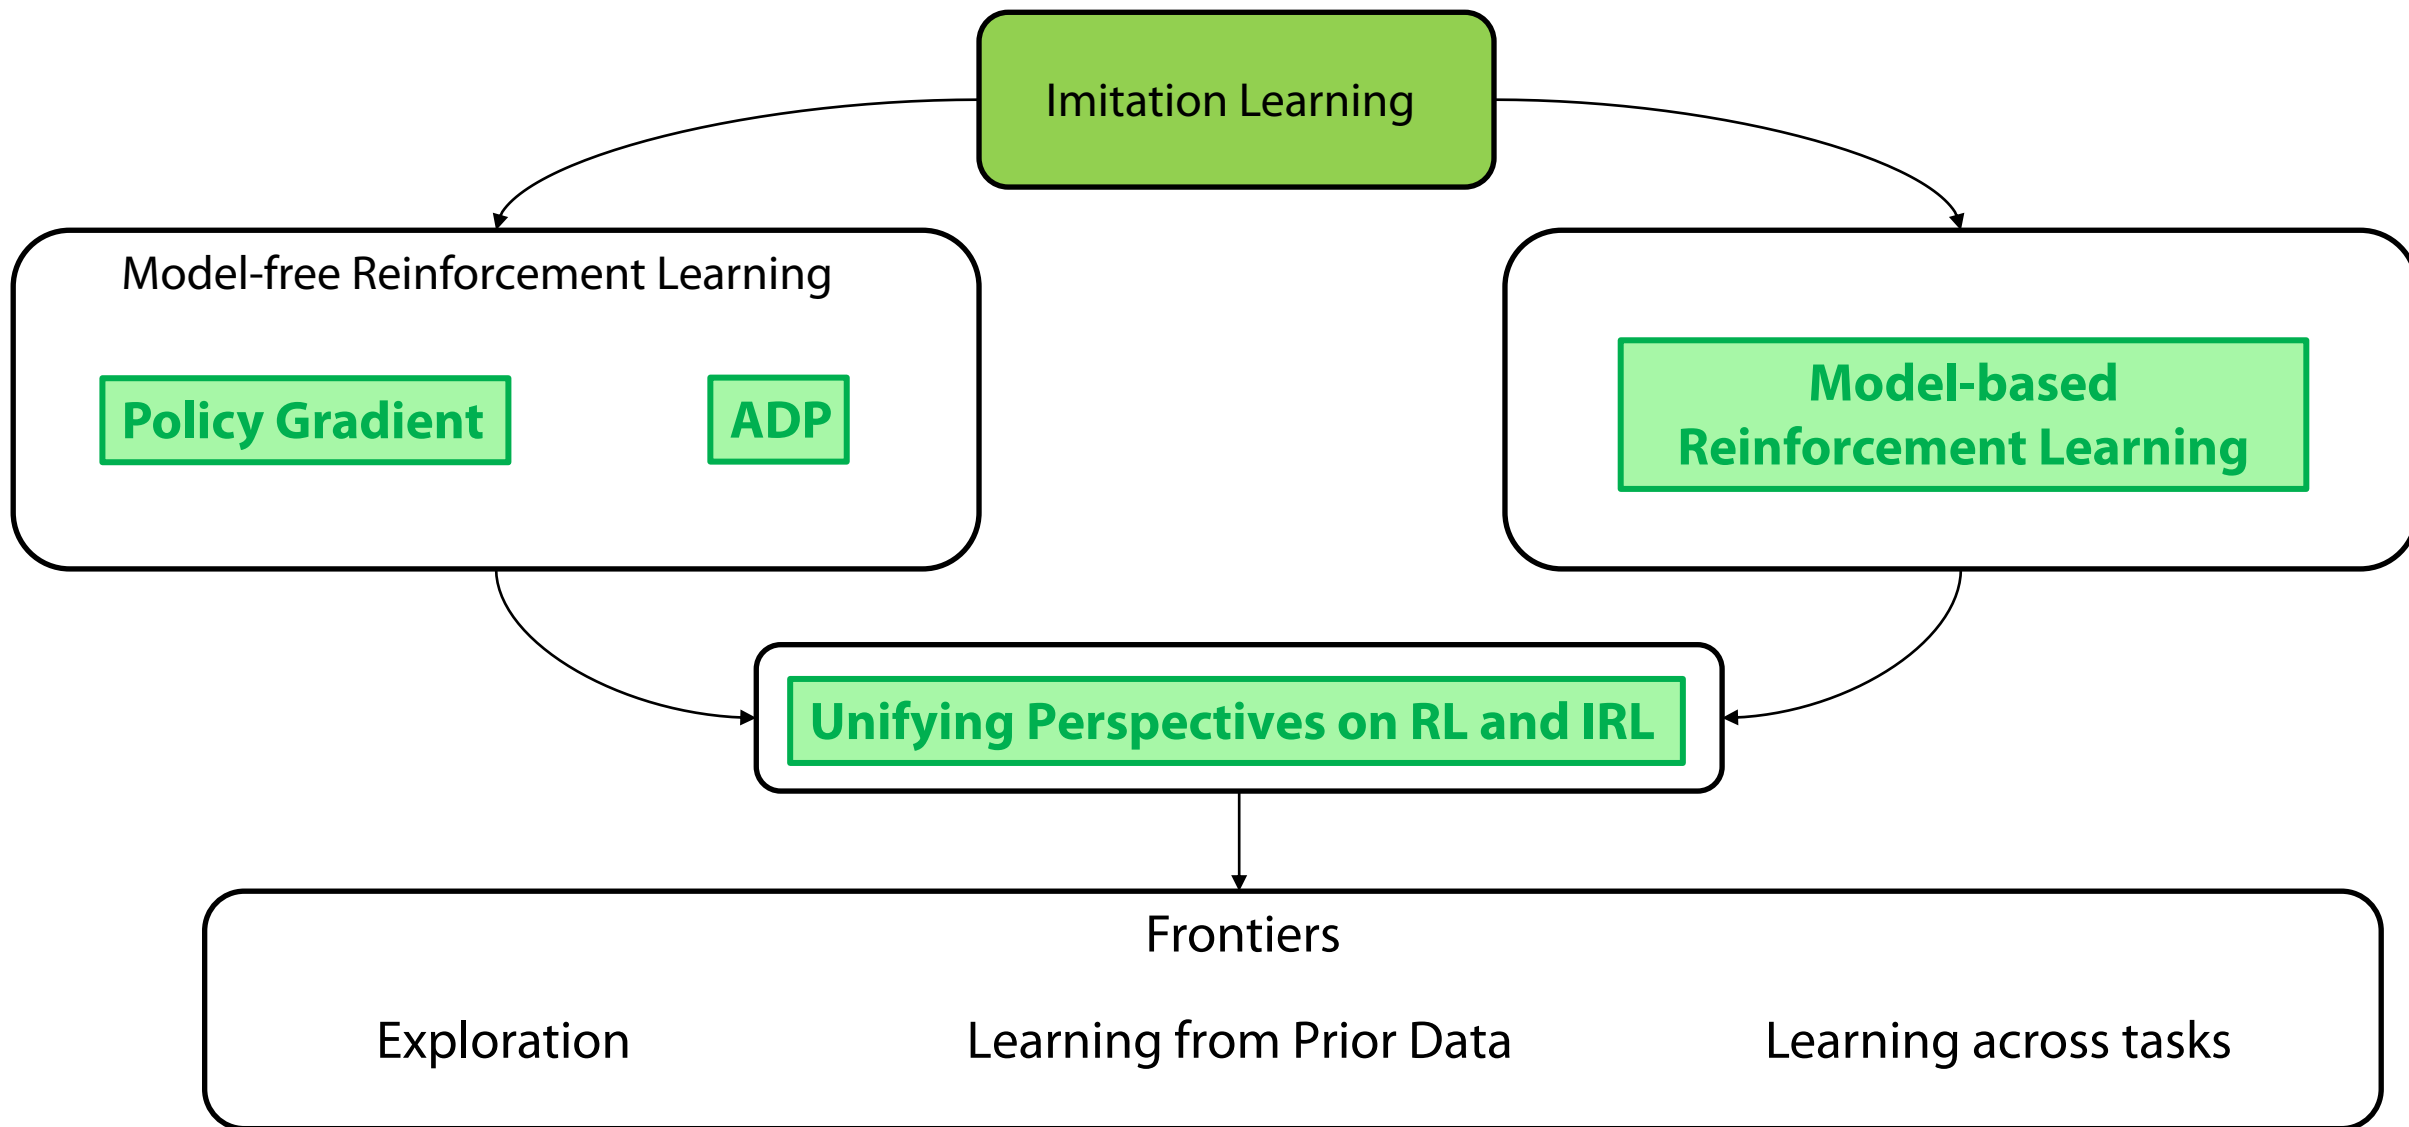 Imitation Learning
Model-free Reinforcement Learning
Policy Gradient
ADP
Model-based
Reinforcement Learning
Unifying Perspectives on RL and IRL
Frontiers
Exploration
Learning from Prior Data
Learning across tasks